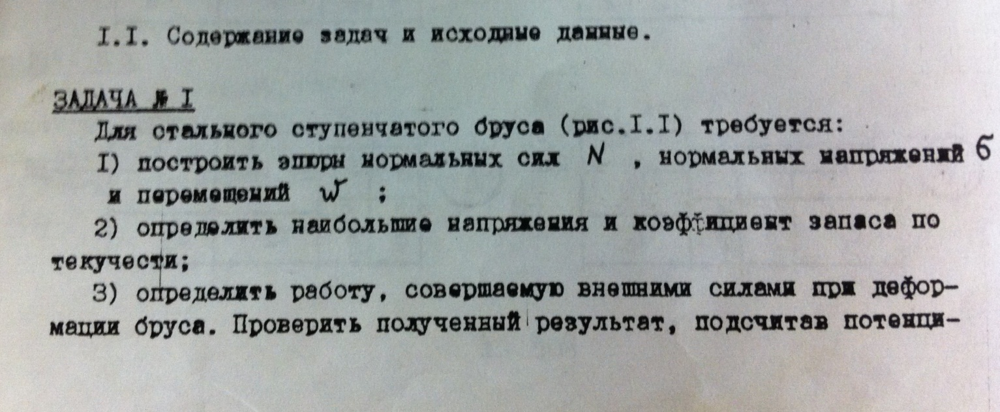 I.I. Содержание задач и исходные данные.
ЗАДАЧА № I
Для стального ступенчатого бруса (рис.I.I) требуется:
I) построить эпюры нормальных сил N , нормальных напряжений б
и перемещений w ;
2) определить наибольшие напряжения и коэффициент запаса по
текучести;
3) определить работу, совершаемую внешними силами при дефор-
мации бруса. Проверить полученный результат, подсчитав потенци-